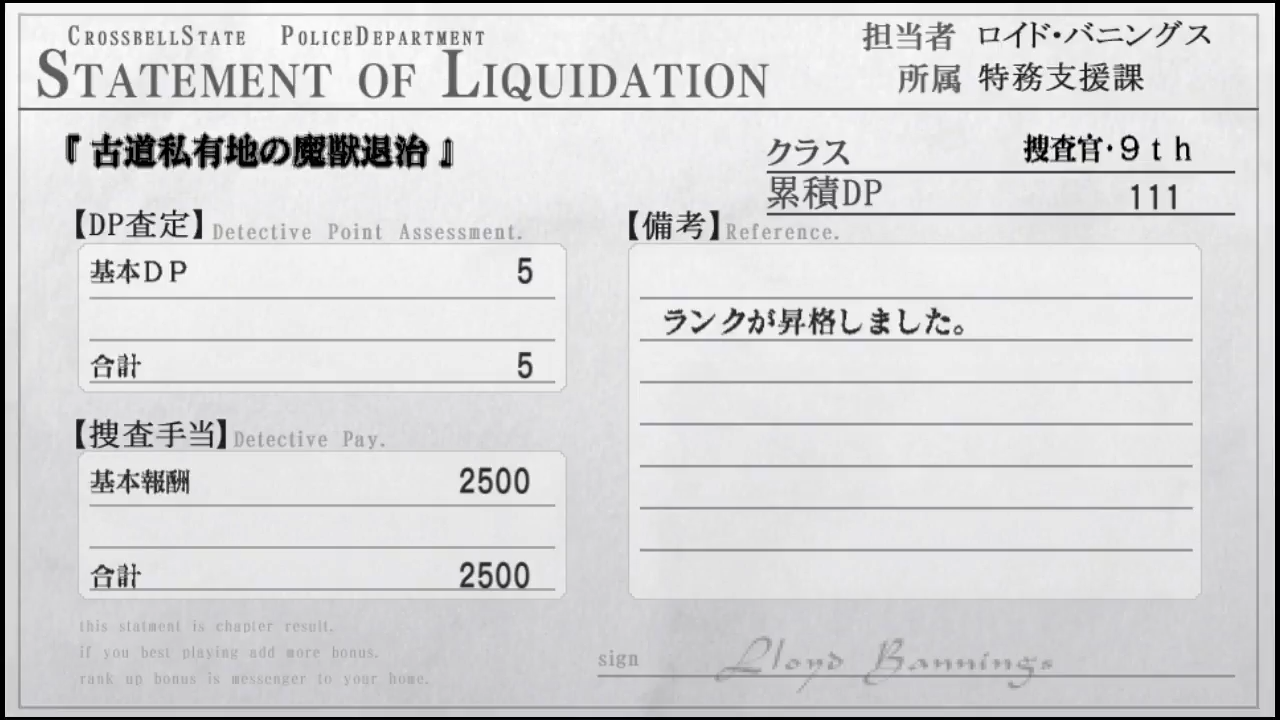 CROSSBELLSTATE POLICEDEPARTMENT
STATEMENT OF LIQUIDATION
担当者 ロイド・バニングス
所属 特務支援課
『古道私有地の魔獣退治』
クラス 捜査官・9th
累積DP 111
【DP査定】Detective Point Assessment.
基本DP 5
合計 5
【備考】Reference.
ランクが昇格しました。
【捜査手当】Detective Pay.
基本報酬 2500
合計 2500
this statment is chapter result.
if you best playing add more bonus.
rank up bonus is messenger to your home.
sign Lloyd Bannings